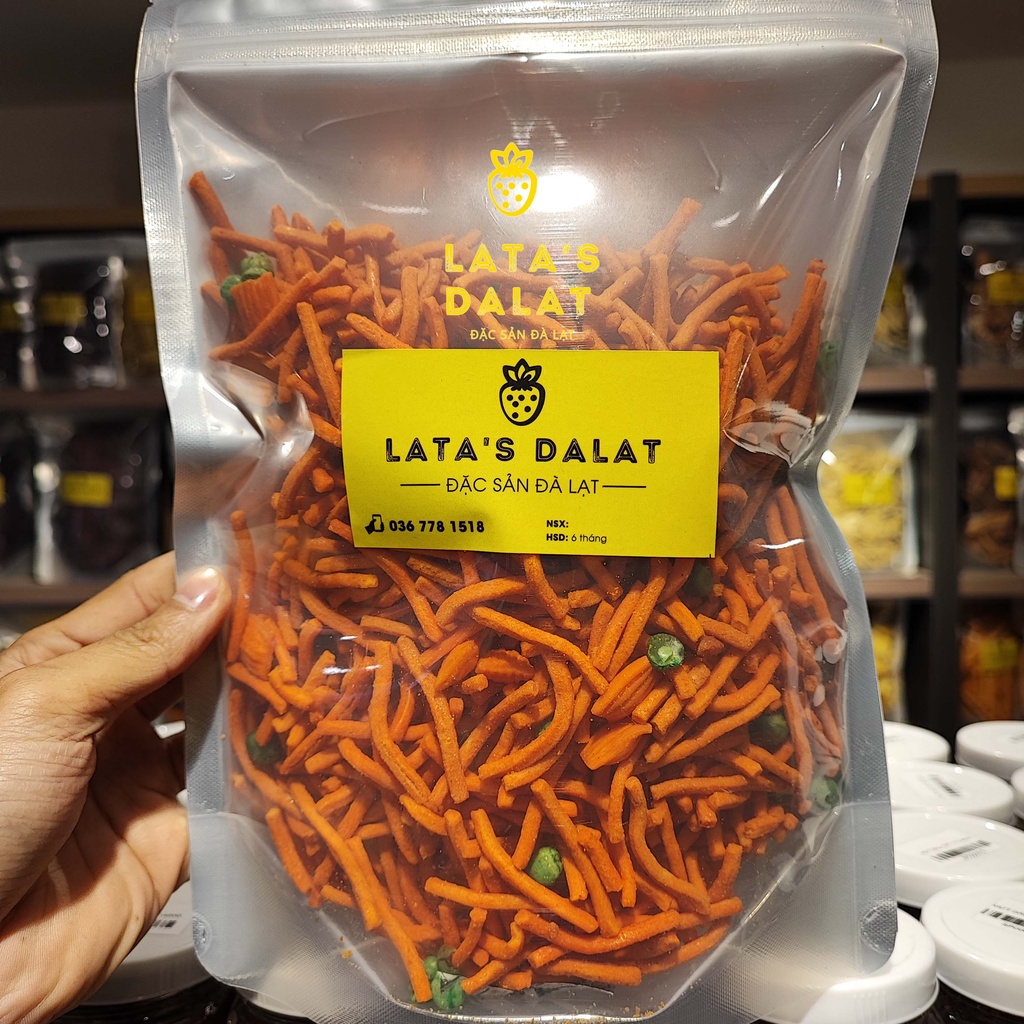 LATA'S
DALAT
ĐẶC SẢN ĐÀ LẠT
LATA'S DALAT
ĐẶC SẢN ĐÀ LẠT
036 778 1518
NSX:
HSD: 6 tháng